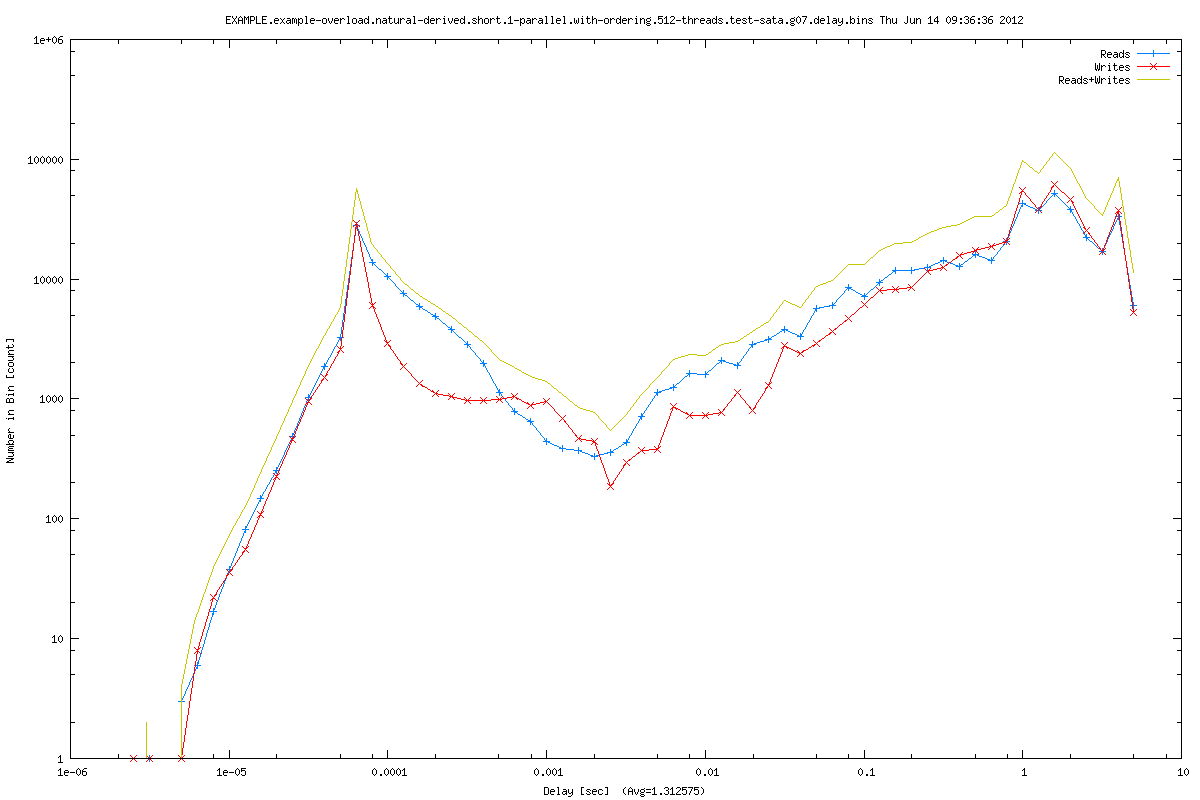 EXAMPLE.example-overload.natural-derived.short.1-parallel.with-ordering.512-threads.test-sata.g07.delay.bins Thu Jun 14 09:36:36 2012
Reads
Writes
Reads+Writes
1e+06
100000
10000
1000
100
10
1
Number in Bin [count]
1e-06
1e-05
0.0001
0.001
0.01
0.1
1
10
Delay [sec] (Avg=1.312575)